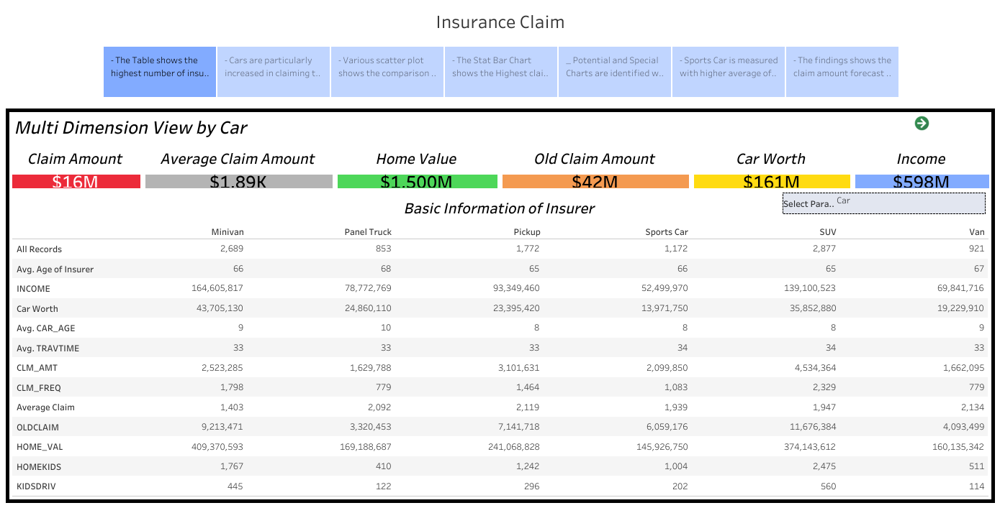 Insurance Claim
- The Table shows the
highest number of insu..
- Cars are particularly
increased in claiming t..
- Various scatter plot
shows the comparison ..
- The Stat Bar Chart
shows the Highest clai..
_ Potential and Special
Charts are identified w..
- Sports Car is measured
with higher average of..
- The findings shows the
claim amount forecast ..
Multi Dimension View by Car
Claim Amount Average Claim Amount Home Value Old Claim Amount Car Worth Income
$16M $1.89K $1,500M $42M $161M $598M
Select Para.. Car
Basic Information of Insurer
Minivan Panel Truck Pickup Sports Car SUV Van
All Records 2,689 853 1,772 1,172 2,877 921
Avg. Age of Insurer 66 68 65 66 65 67
INCOME 164,605,817 78,772,769 93,349,460 52,499,970 139,100,523 69,841,716
Car Worth 43,705,130 24,860,110 23,395,420 13,971,750 35,852,880 19,229,910
Avg. CAR_AGE 9 10 8 8 8 9
Avg. TRAVTIME 33 33 33 34 34 33
CLM_AMT 2,523,285 1,629,788 3,101,631 2,099,850 4,534,364 1,662,095
CLM_FREQ 1,798 779 1,464 1,083 2,329 779
Average Claim 1,403 2,092 2,119 1,939 1,947 2,134
OLDCLAIM 9,213,471 3,320,453 7,141,718 6,059,176 11,676,384 4,093,499
HOME_VAL 409,370,593 169,188,687 241,068,828 145,926,750 374,143,612 160,135,342
HOMEKIDS 1,767 410 1,242 1,004 2,475 511
KIDSDRIV 445 122 296 202 560 114